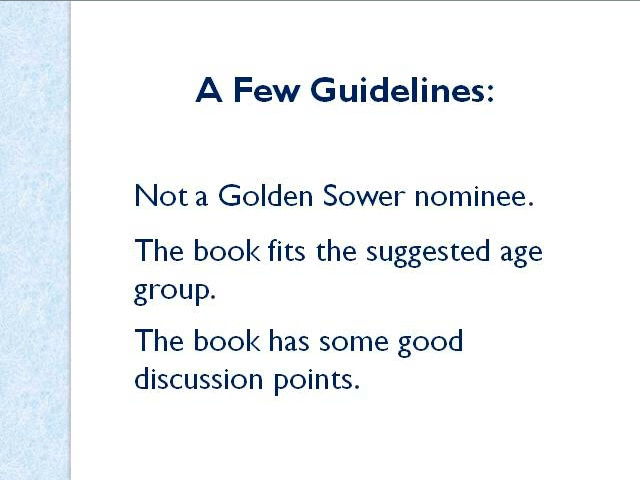 A Few Guidelines:
Not a Golden Sower nominee.
The book fits the suggested age
group.
The book has some good
discussion points.